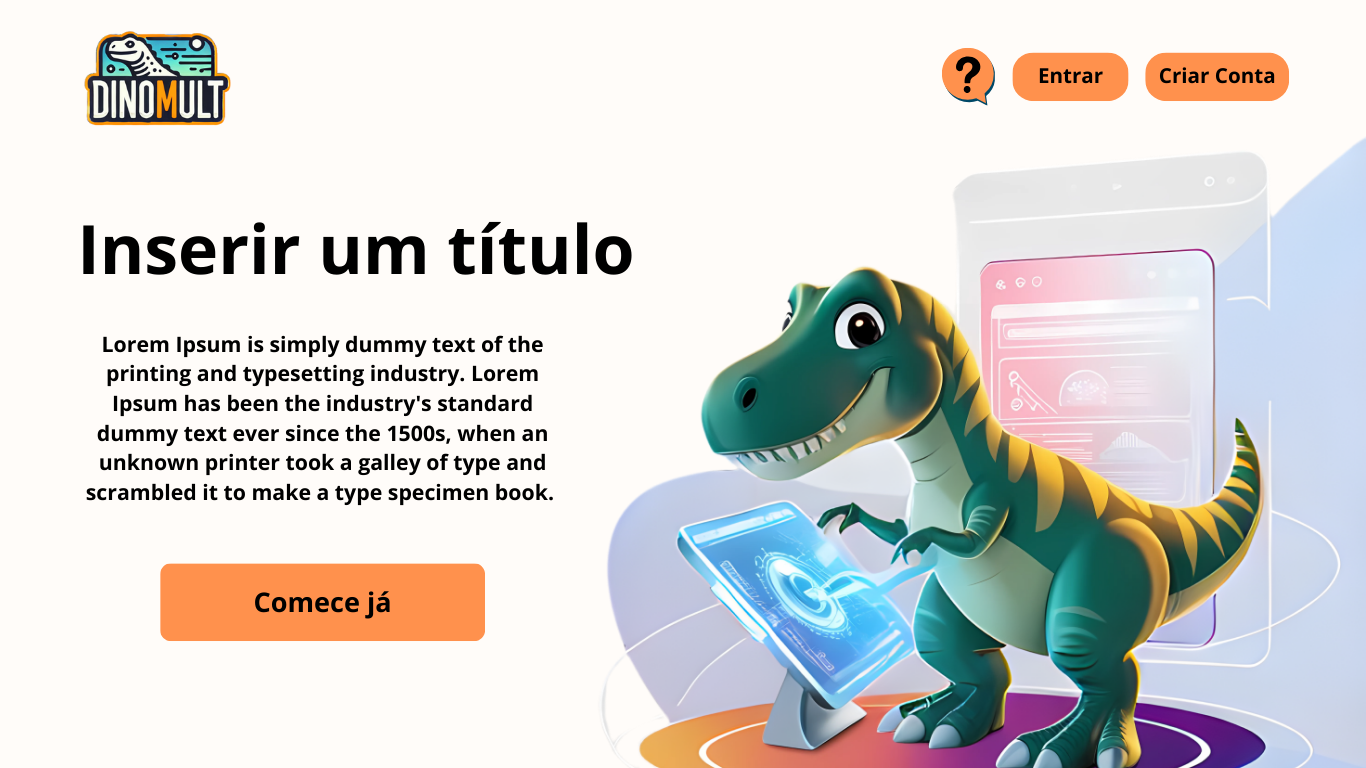 DINOMULT
?
Entrar
Criar Conta
Inserir um título
Lorem Ipsum is simply dummy text of the
printing and typesetting industry. Lorem
Ipsum has been the industry's standard
dummy text ever since the 1500s, when an
unknown printer took a galley of type and
scrambled it to make a type specimen book.
Comece já